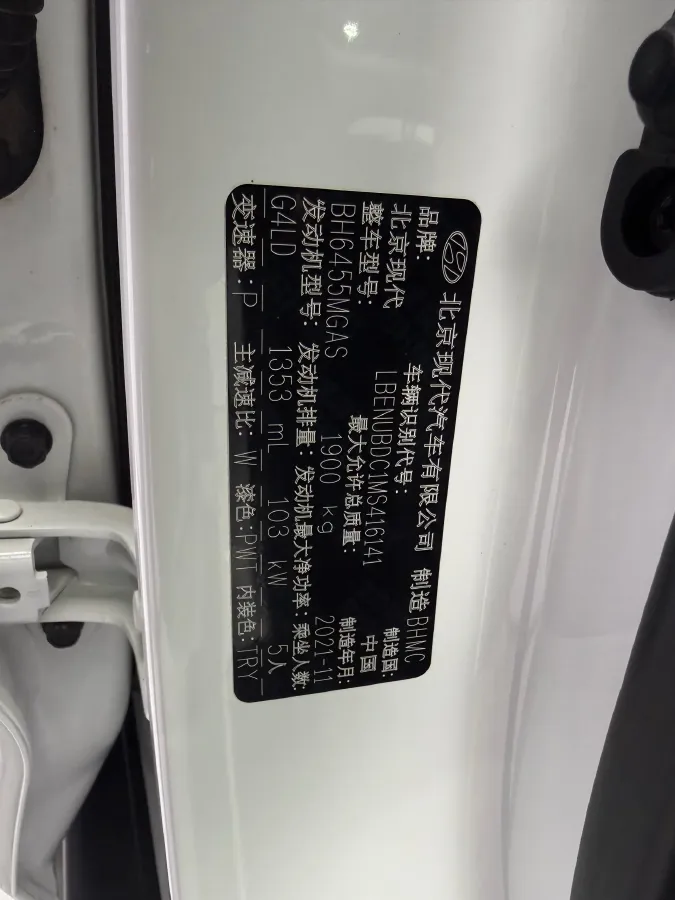 北京现代汽车有限公司 制造 BHMC
品牌: 车辆识别代号: 制造国:
北京现代 LBENUBDC1MS416141 中国
整车型号: 最大允许总质量: 制造年月:
BH6455MGAS 1900 kg 2021-11
发动机型号: 发动机排量: 发动机最大净功率: 乘坐人数:
G4LD 1353 mL 103 kW 5人
变速器: P 主减速比: W 漆色: PW1 内装色: TRY